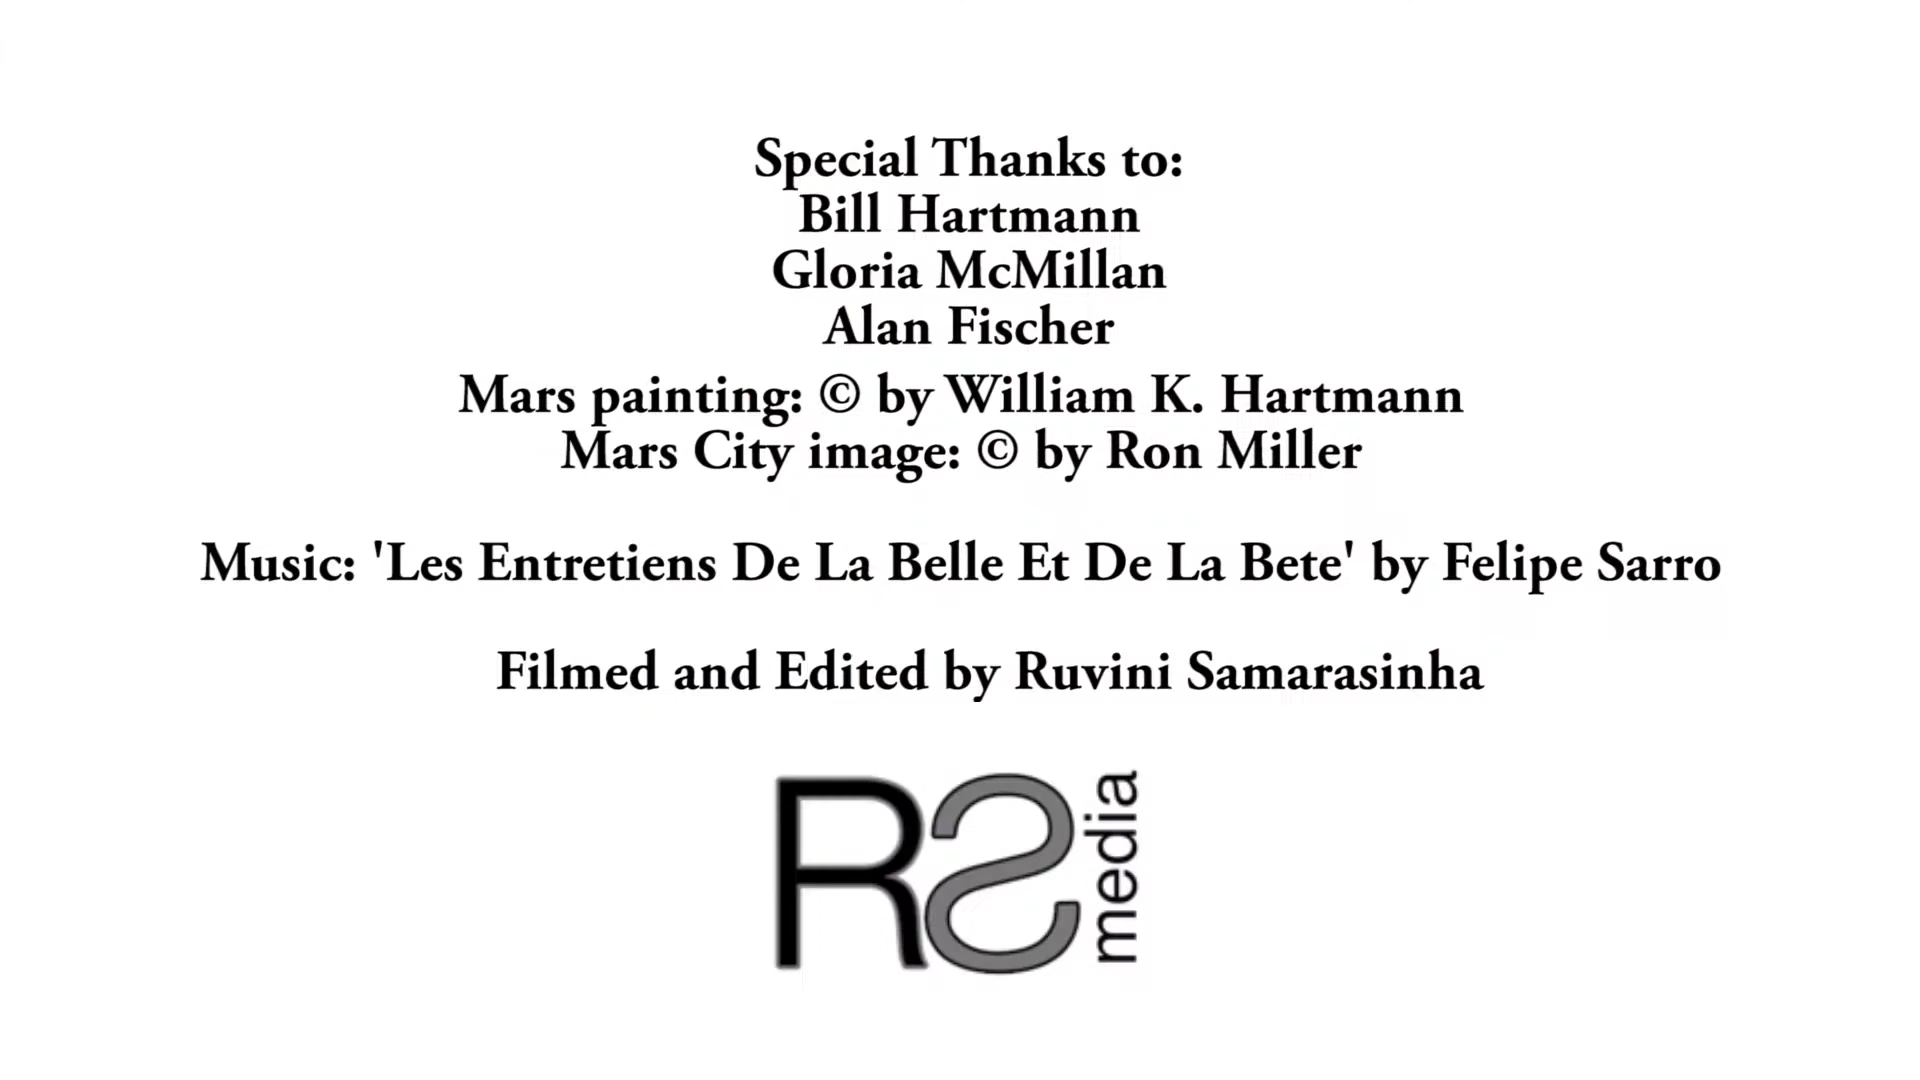 Special Thanks to:
Bill Hartmann
Gloria McMillan
Alan Fischer
Mars painting: © by William K. Hartmann
Mars City image: © by Ron Miller
Music: 'Les Entretiens De La Belle Et De La Bete' by Felipe Sarro
Filmed and Edited by Ruvini Samarasinha
RS media